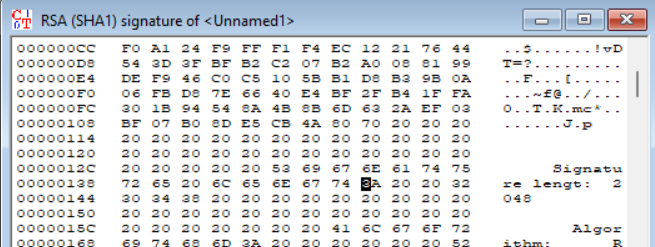 RSA (SHA1) signature of <Unnamed1>
000000CC F0 A1 24 F9 FF F1 F4 EC 12 21 76 44 ..$......!vD
000000D8 54 3D 3F BF B2 C2 07 B2 A0 08 81 99 T=?.........
000000E4 DE F9 46 C0 C5 10 5B B1 D8 B3 9B 0A ..F...[.....
000000F0 06 FB D8 7E 66 40 E4 BF 2F B4 1F FA ...~f@../...
000000FC 30 1B 94 54 8A 4B 8B 6D 63 2A EF 03 0..T.K.mc*..
00000108 BF 07 B0 8D E5 CB 4A 80 70 20 20 20 ......J.p
00000114 20 20 20 20 20 20 20 20 20 20 20 20
00000120 20 20 20 20 20 20 20 20 20 20 20 20
0000012C 20 20 20 20 20 53 69 67 6E 61 74 75 Signatu
00000138 72 65 20 6C 65 6E 67 74 3A 20 20 32 re lengt: 2
00000144 30 34 38 20 20 20 20 20 20 20 20 20 048
00000150 20 20 20 20 20 20 20 20 20 20 20 20
0000015C 20 20 20 20 20 20 20 41 6C 67 6F 72 Algor
00000168 69 74 68 6D 3A 20 20 20 20 20 20 52 ithm: R